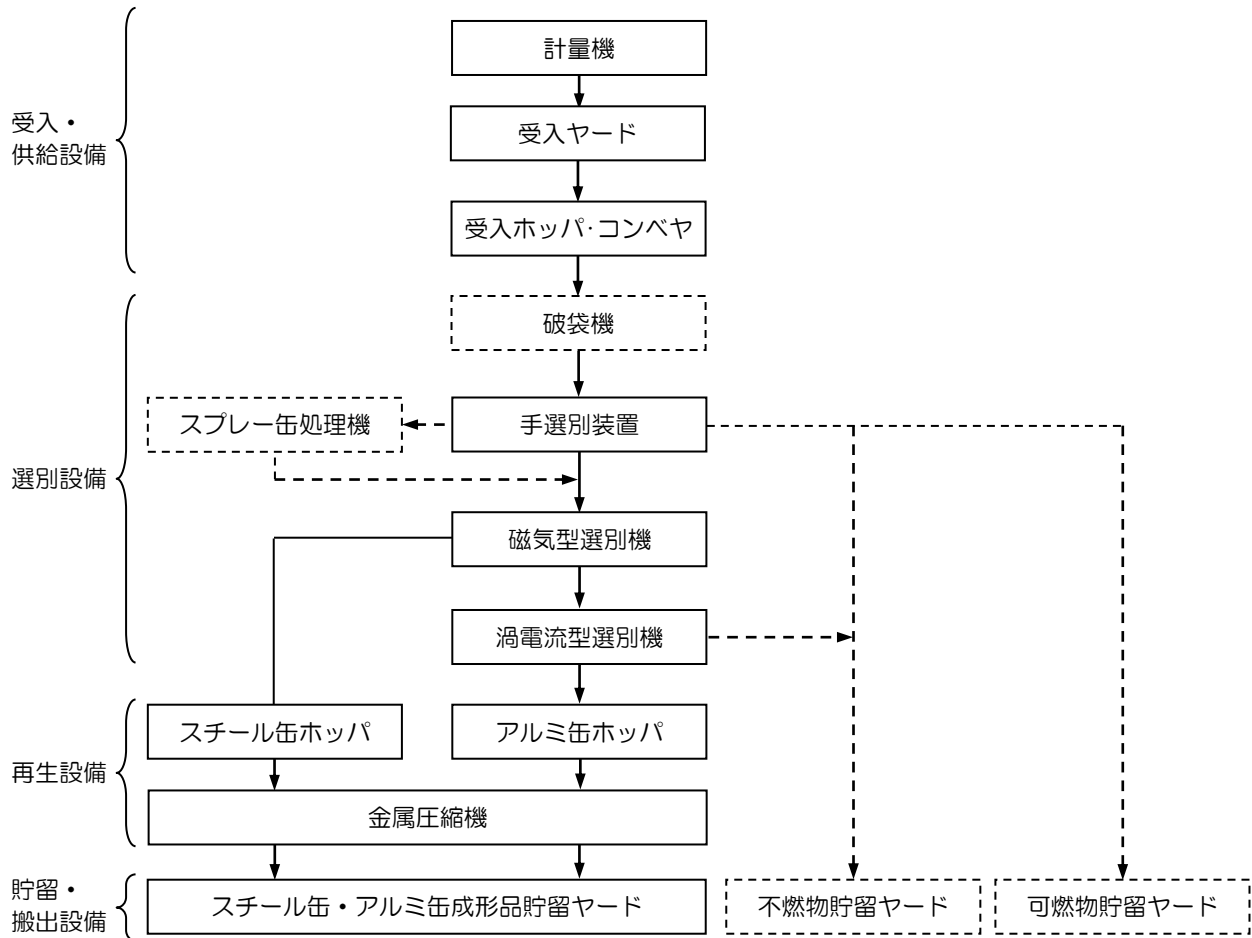 計量機
受入・
供給設備
受入ヤード
受入ホッパ･コンベヤ
破袋機
スプレー缶処理機
手選別装置
選別設備
磁気型選別機
渦電流型選別機
スチール缶ホッパ
アルミ缶ホッパ
再生設備
金属圧縮機
貯留・
搬出設備
スチール缶・アルミ缶成形品貯留ヤード
不燃物貯留ヤード
可燃物貯留ヤード